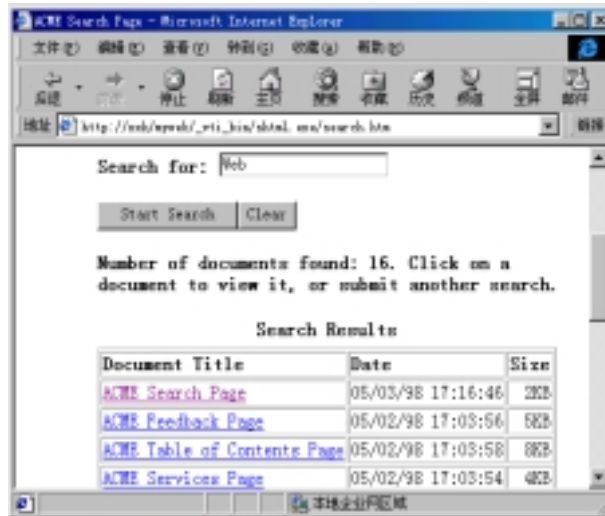 ACME Search Page - Microsoft Internet Explorer
文件(F) 编辑(E) 查看(V) 转到(G) 收藏(A) 帮助(H)
后退 前进 停止 刷新 主页 搜索 收藏 历史 频道 全屏 邮件
地址 http://mxh/myweb/_vti_bin/shtml.exe/search.htm 链接
Search for: Web
Start Search Clear
Number of documents found: 16. Click on a
document to view it, or submit another search.
Search Results
Document Title Date Size
ACME Search Page 05/03/98 17:16:46 2KB
ACME Feedback Page 05/02/98 17:03:56 5KB
ACME Table of Contents Page 05/02/98 17:03:58 8KB
ACME Services Page 05/02/98 17:03:54 4KB
本地企业网区域